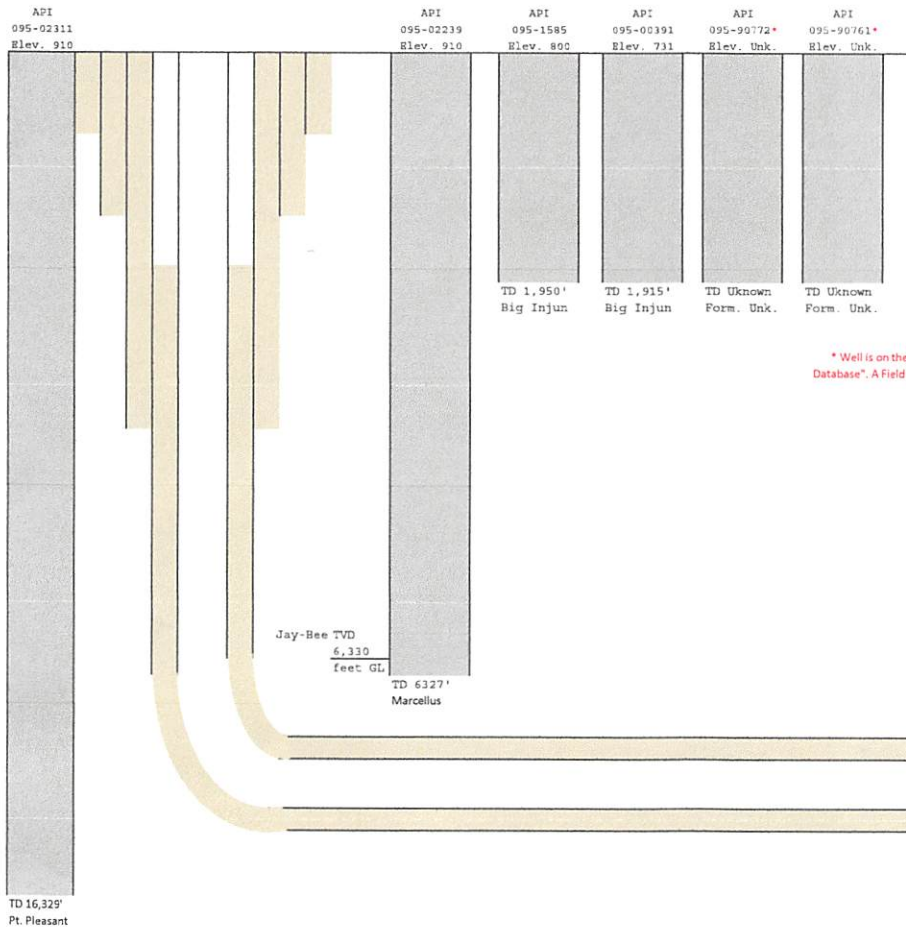 API
095-02311
Elev. 910
API
095-02239
Elev. 910
API
095-1585
Elev. 800
API
095-00391
Elev. 731
API
095-90772*
Elev. Unk.
API
095-90761*
Elev. Unk.
TD 1,950'
Big Injun
TD 1,915'
Big Injun
TD Uknown
Form. Unk.
TD Uknown
Form. Unk.
* Well is on the
Database". A Field
Jay-Bee TVD
6,330
feet GL
TD 6327'
Marcellus
TD 16,329'
Pt. Pleasant